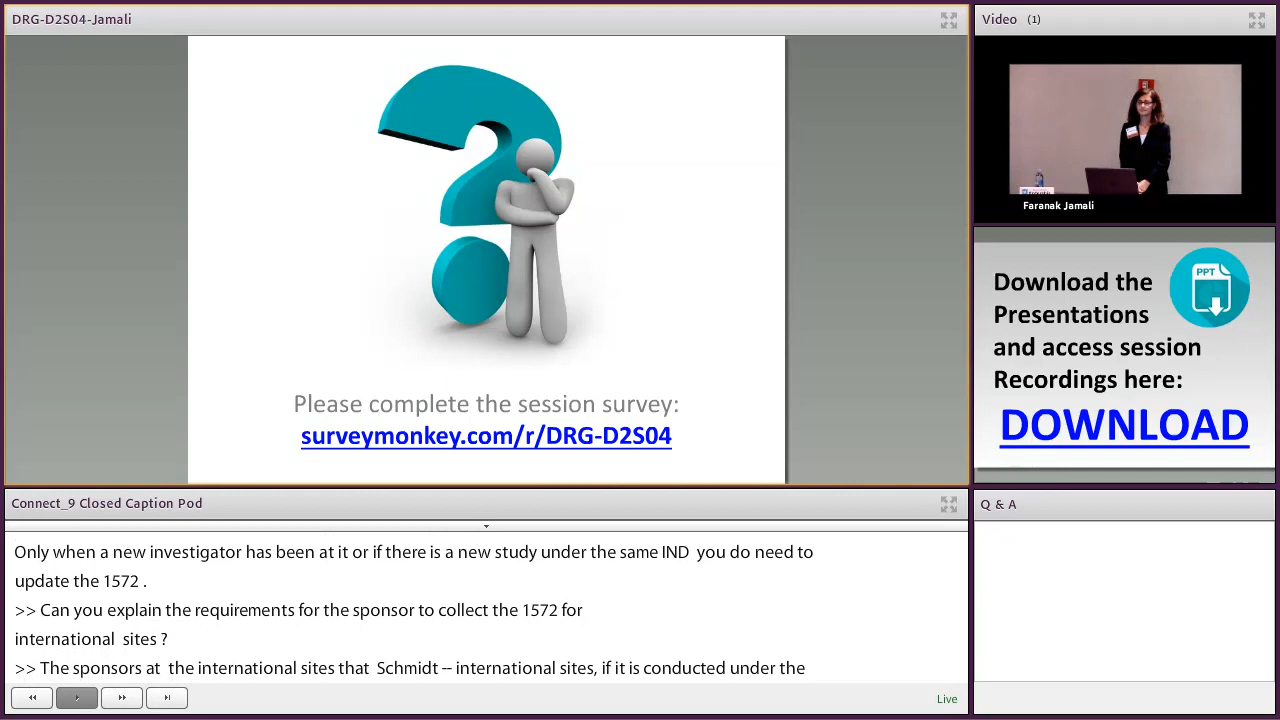 DRG-D2S04-Jamali
Please complete the session survey:
surveymonkey.com/r/DRG-D2S04
Video (1)
Faranak Jamali
PPT
Download the
Presentations
and access session
Recordings here:
DOWNLOAD
Connect_9 Closed Caption Pod
Only when a new investigator has been at it or if there is a new study under the same IND you do need to
update the 1572 .
>> Can you explain the requirements for the sponsor to collect the 1572 for
international sites ?
>> The sponsors at the international sites that Schmidt -- international sites, if it is conducted under the
Live
Q & A